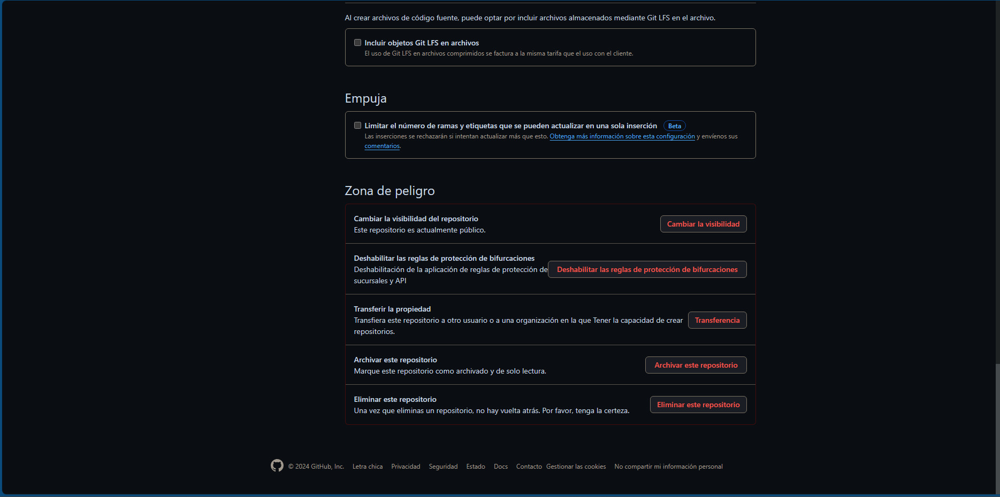 Al crear archivos de código fuente, puede optar por incluir archivos almacenados mediante Git LFS en el archivo.
Incluir objetos Git LFS en archivos
El uso de Git LFS en archivos comprimidos se factura a la misma tarifa que el uso con el cliente.
Empuja
Limitar el número de ramas y etiquetas que se pueden actualizar en una sola inserción Beta
Las inserciones se rechazarán si intentan actualizar más que esto. Obtenga más información sobre esta configuración y envíenos sus
comentarios.
Zona de peligro
Cambiar la visibilidad del repositorio
Este repositorio es actualmente público.
Cambiar la visibilidad
Deshabilitar las reglas de protección de bifurcaciones
Deshabilitación de la aplicación de reglas de protección de
sucursales y API
Deshabilitar las reglas de protección de bifurcaciones
Transferir la propiedad
Transfiera este repositorio a otro usuario o a una organización en la que Tener la capacidad de crear
repositorios.
Transferencia
Archivar este repositorio
Marque este repositorio como archivado y de solo lectura.
Archivar este repositorio
Eliminar este repositorio
Una vez que eliminas un repositorio, no hay vuelta atrás. Por favor, tenga la certeza.
Eliminar este repositorio
© 2024 GitHub, Inc. Letra chica Privacidad Seguridad Estado Docs Contacto Gestionar las cookies No compartir mi información personal